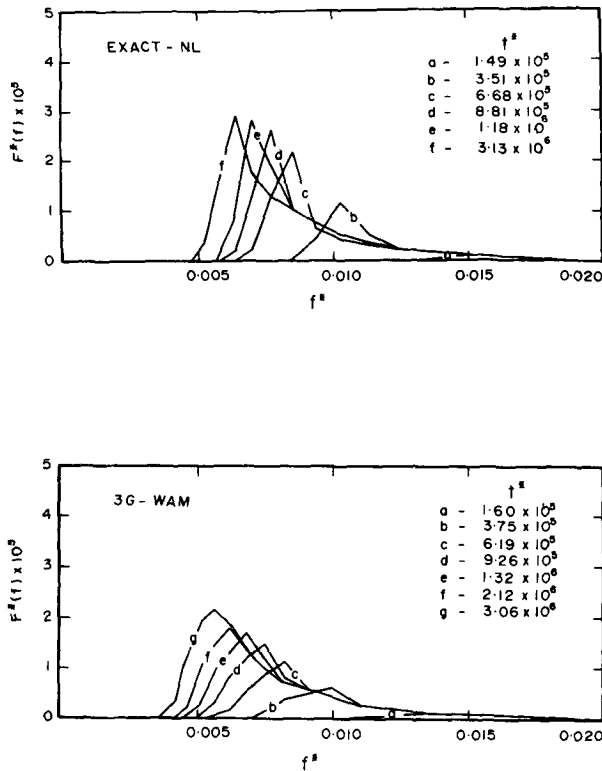 EXACT - NL
t*
a - 1·49 x 10⁵
b - 3·51 x 10⁵
c - 6·68 x 10⁵
d - 8·81 x 10⁵
e - 1·18 x 10⁶
f - 3·13 x 10⁶
F*(f) x 10⁵
5
4
3
2
1
0
f
e
d
c
b
a
0.005
0.010
0.015
0.020
f*
3G - WAM
t*
a - 1·60 x 10⁵
b - 3·75 x 10⁵
c - 6·19 x 10⁵
d - 9·26 x 10⁵
e - 1·32 x 10⁶
f - 2·12 x 10⁶
g - 3·06 x 10⁶
F*(f) x 10⁵
5
4
3
2
1
0
g
f
e
d
c
b
a
0.005
0.010
0.015
0.020
f*